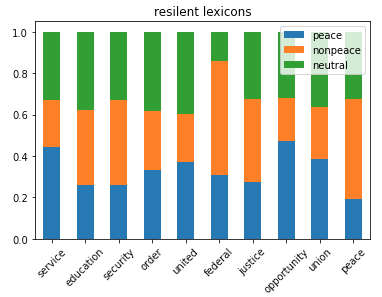 resilent lexicons
peace
nonpeace
neutral
1.0
0.8
0.6
0.4
0.2
0.0
service
education
security
order
united
federal
justice
opportunity
union
peace